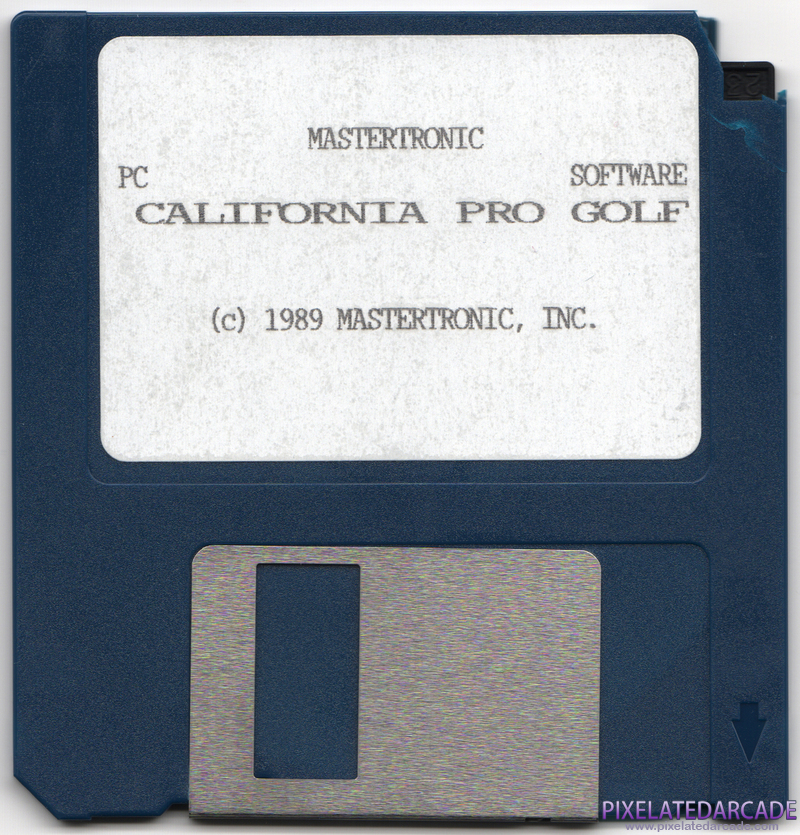 MASTERTRONIC
PC SOFTWARE
CALIFORNIA PRO GOLF
(c) 1989 MASTERTRONIC, INC.
PIXELATEDARCADE
www.pixelatedarcade.com